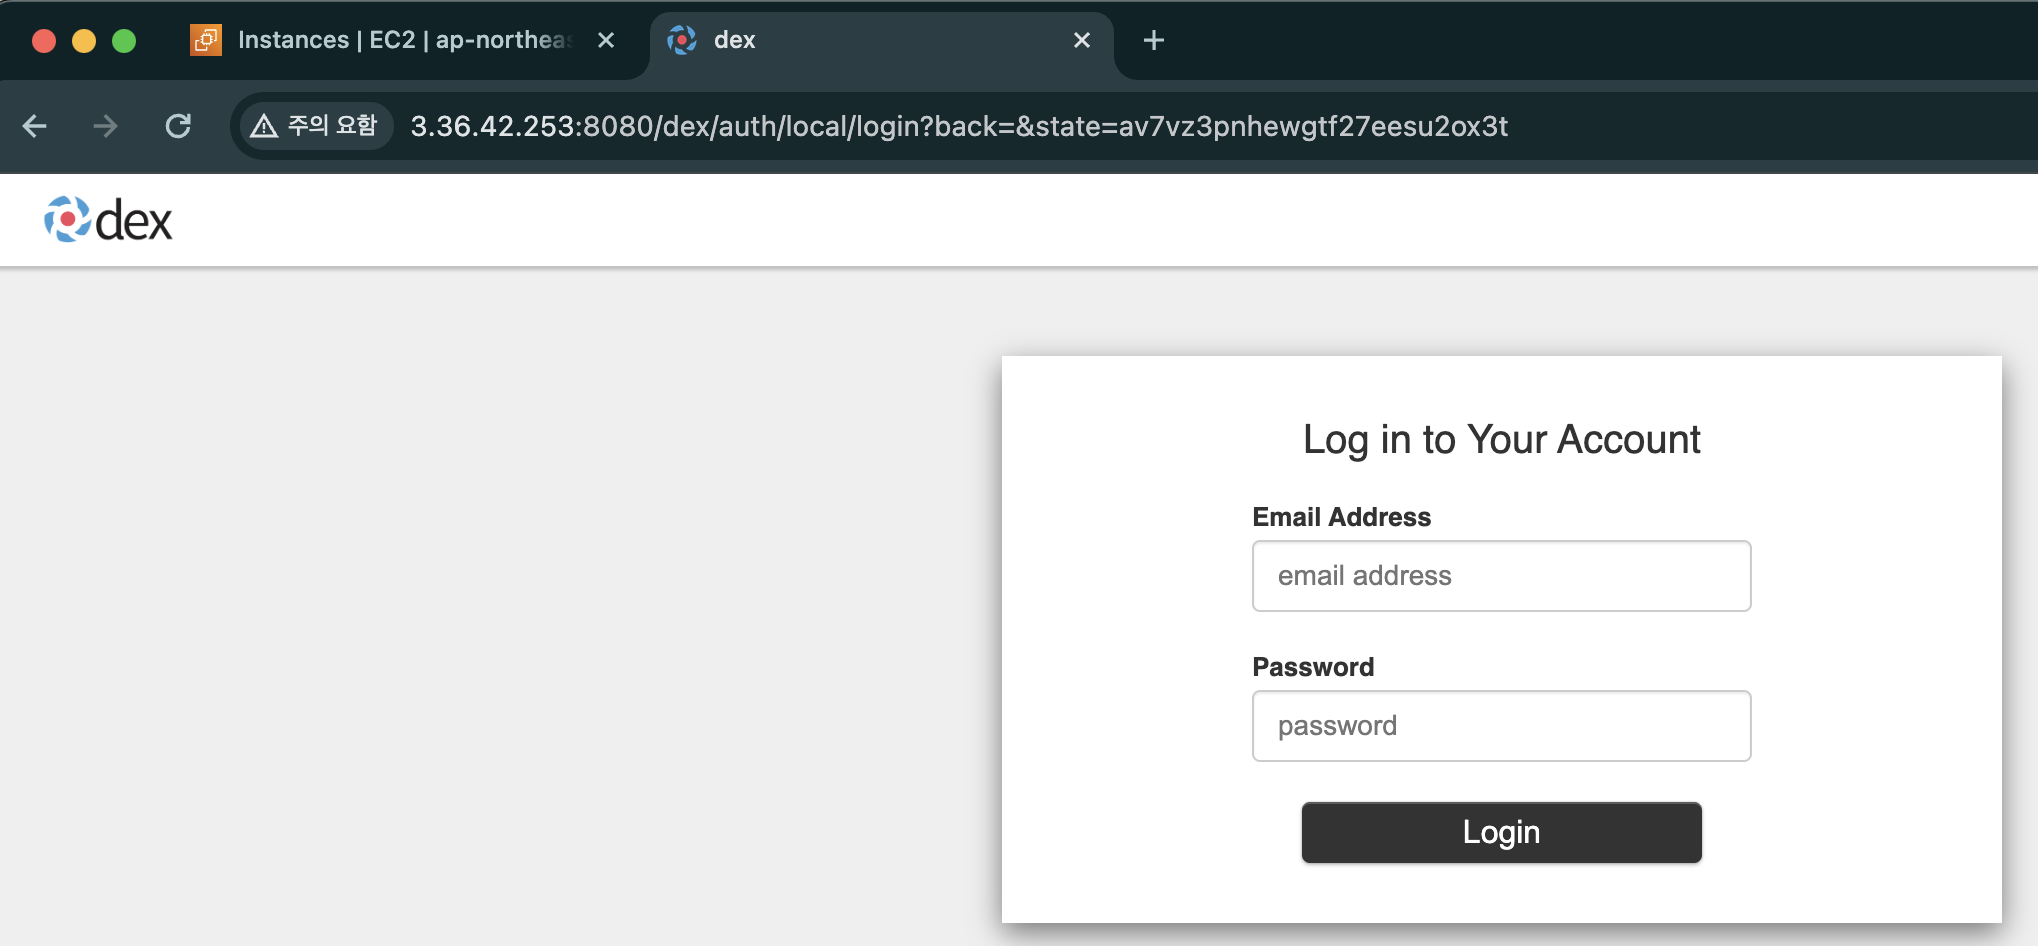 Instances | EC2 | ap-northeas
dex
주의 요함
3.36.42.253:8080/dex/auth/local/login?back=&state=av7vz3pnhewgtf27eesu2ox3t
dex
Log in to Your Account
Email Address
email address
Password
password
Login